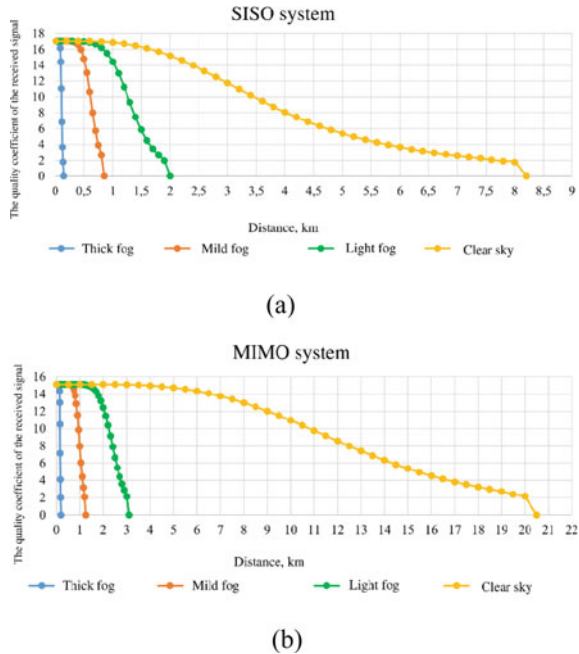 SISO system
The quality coefficient of the received signal
18
16
14
12
10
8
6
4
2
0
0 0,5 1 1,5 2 2,5 3 3,5 4 4,5 5 5,5 6 6,5 7 7,5 8 8,5 9
Distance, km
Thick fog Mild fog Light fog Clear sky
(a)
MIMO system
The quality coefficient of the received signal
16
14
12
10
8
6
4
2
0
0 1 2 3 4 5 6 7 8 9 10 11 12 13 14 15 16 17 18 19 20 21 22
Distance, km
Thick fog Mild fog Light fog Clear sky
(b)